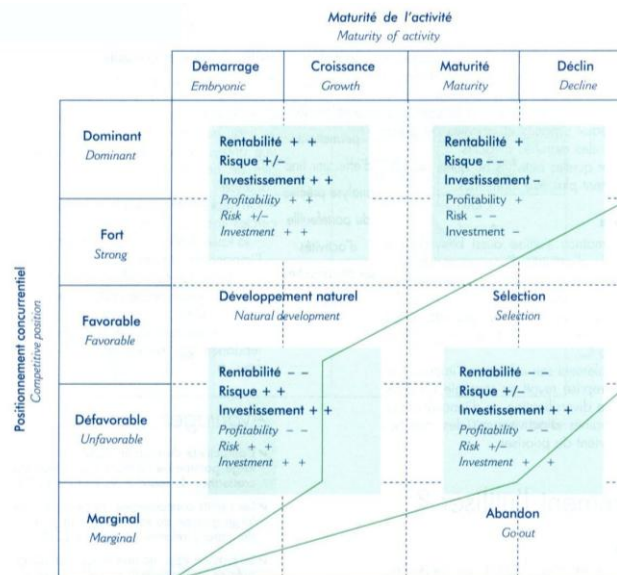 Maturité de l'activité
Maturity of activity
Démarrage
Embryonic
Croissance
Growth
Maturité
Maturity
Déclin
Decline
Positionnement concurrentiel
Competitive position
Dominant
Dominant
Rentabilité + +
Risque +/–
Investissement + +
Profitability + +
Risk +/–
Investment + +
Rentabilité +
Risque – –
Investissement –
Profitability +
Risk – –
Investment –
Fort
Strong
Favorable
Favorable
Développement naturel
Natural development
Sélection
Selection
Défavorable
Unfavorable
Rentabilité – –
Risque + +
Investissement + +
Profitability – –
Risk + +
Investment + +
Rentabilité – –
Risque +/–
Investissement + +
Profitability – –
Risk +/–
Investment + +
Marginal
Marginal
Abandon
Go out